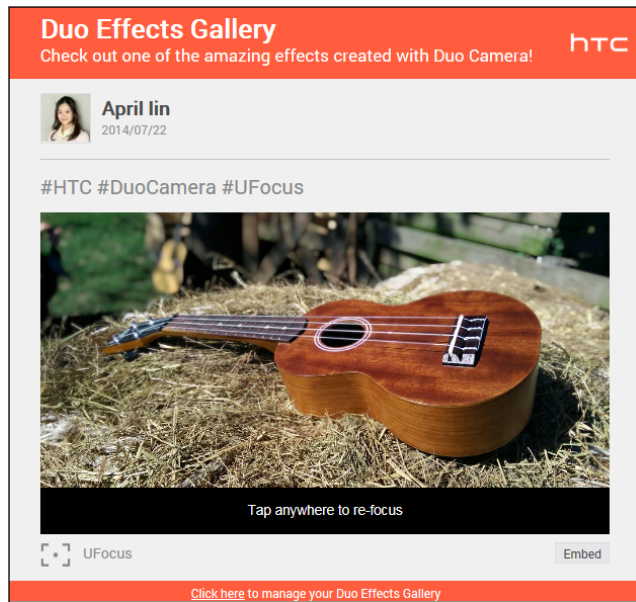 Duo Effects Gallery
Check out one of the amazing effects created with Duo Camera!
hTC
April lin
2014/07/22
#HTC #DuoCamera #UFocus
Tap anywhere to re-focus
UFocus
Embed
Click here to manage your Duo Effects Gallery